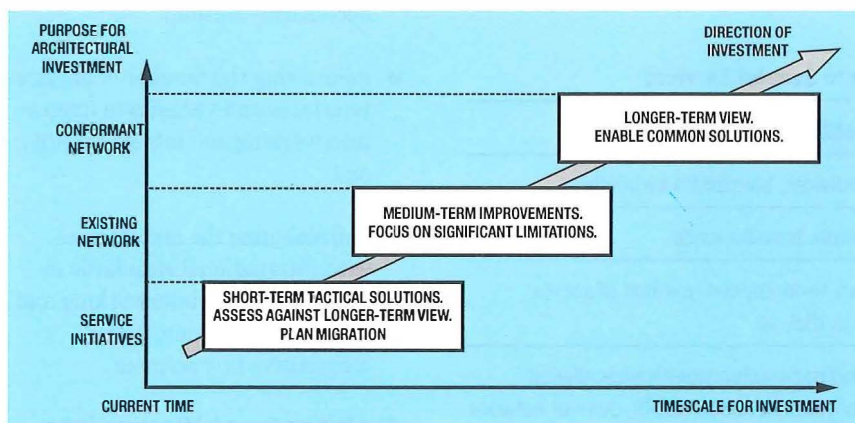 PURPOSE FOR
ARCHITECTURAL
INVESTMENT
DIRECTION OF
INVESTMENT
CONFORMANT
NETWORK
LONGER-TERM VIEW.
ENABLE COMMON SOLUTIONS.
EXISTING
NETWORK
MEDIUM-TERM IMPROVEMENTS.
FOCUS ON SIGNIFICANT LIMITATIONS.
SERVICE
INITIATIVES
SHORT-TERM TACTICAL SOLUTIONS.
ASSESS AGAINST LONGER-TERM VIEW.
PLAN MIGRATION
CURRENT TIME
TIMESCALE FOR INVESTMENT